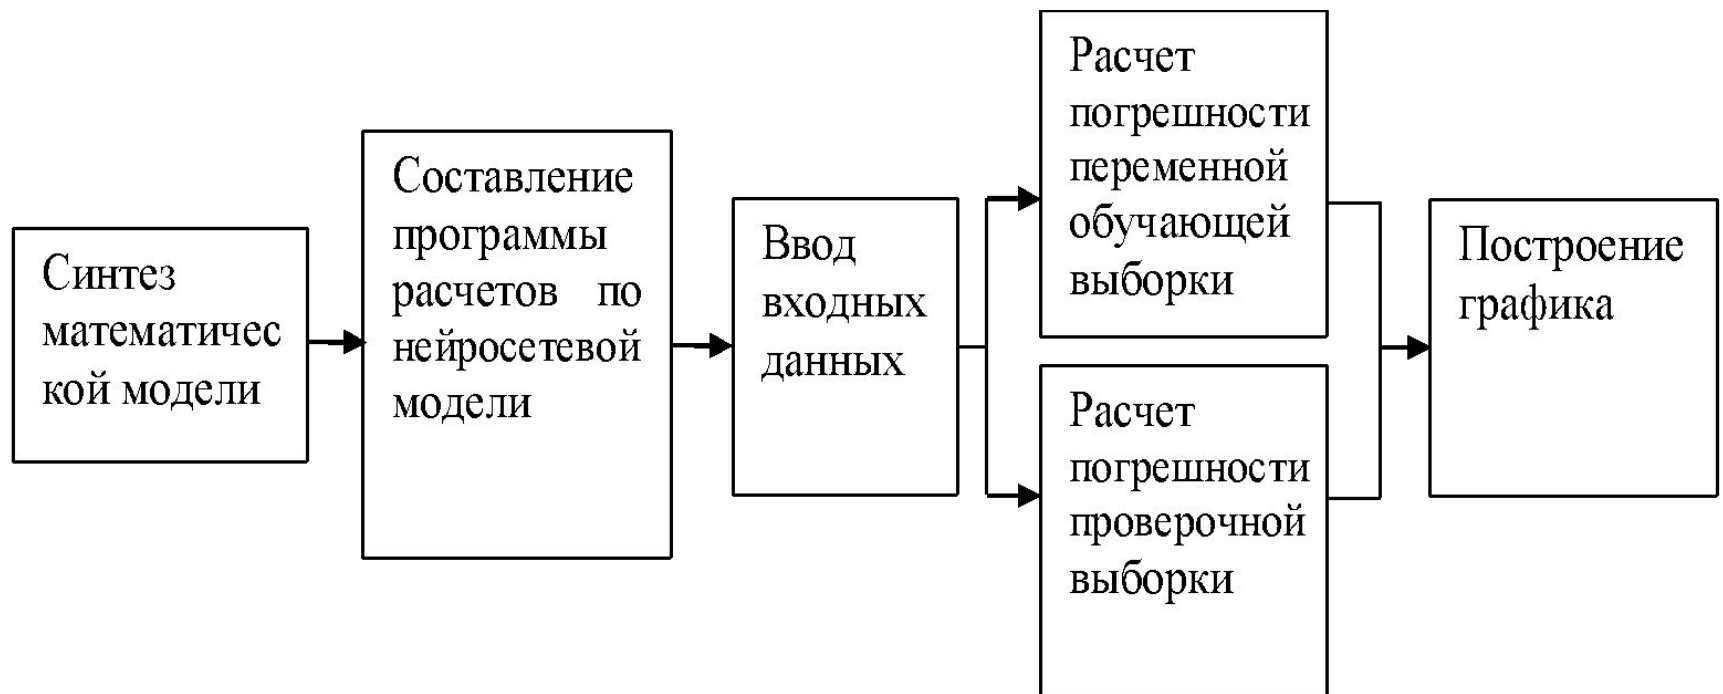 Синтез
математичес
кой модели
Составление
программы
расчетов по
нейросетевой
модели
Ввод
входных
данных
Расчет
погрешности
переменной
обучающей
выборки
Расчет
погрешности
проверочной
выборки
Построение
графика